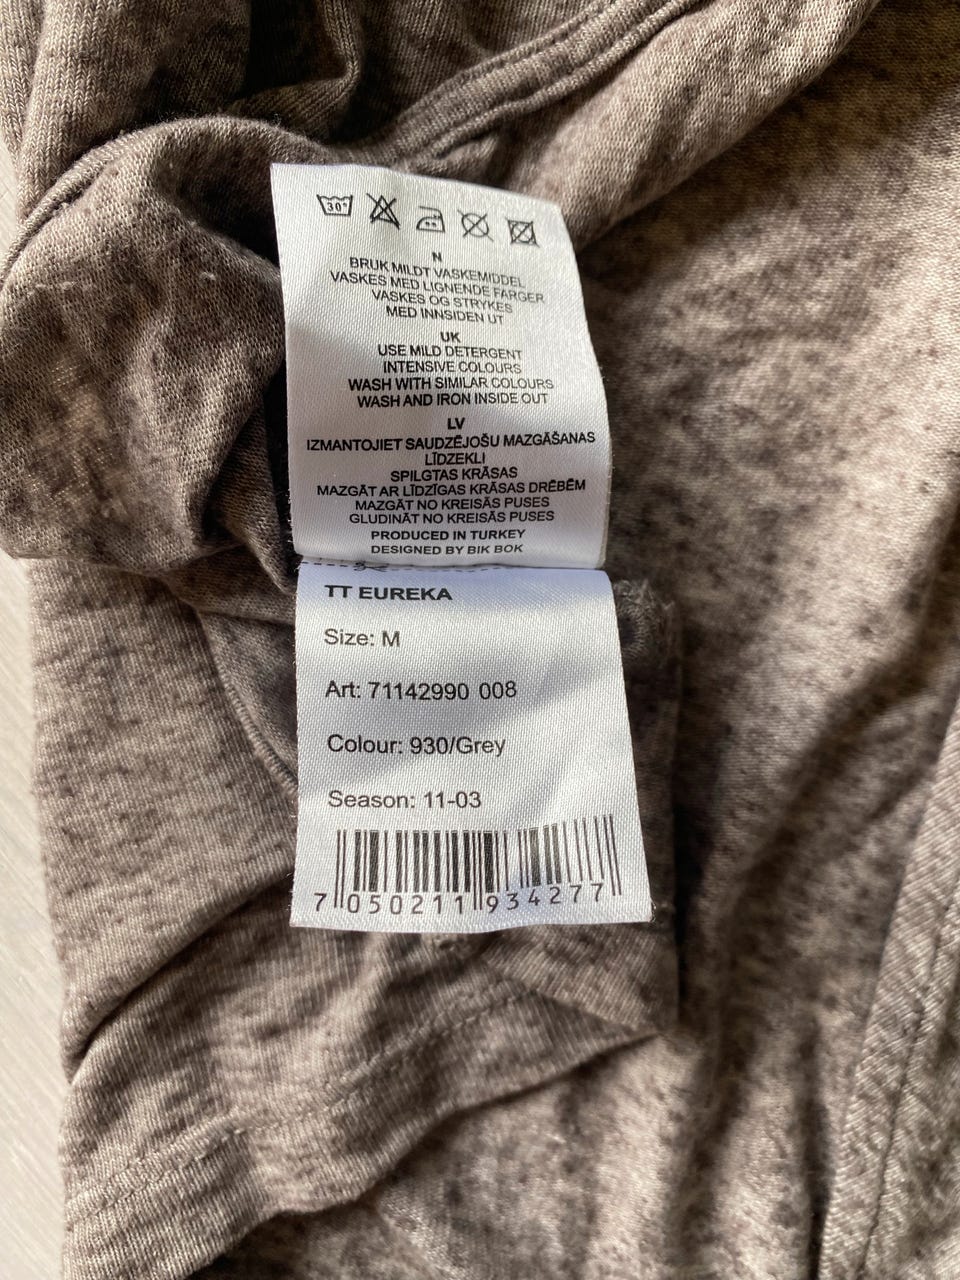 30°
N
BRUK MILDT VASKEMIDDEL
VASKES MED LIGNENDE FARGER
VASKES OG STRYKES
MED INNSIDEN UT
UK
USE MILD DETERGENT
INTENSIVE COLOURS
WASH WITH SIMILAR COLOURS
WASH AND IRON INSIDE OUT
LV
IZMANTOJIET SAUDZĒJOŠU MAZGĀŠANAS
LĪDZEKLI
SPILGTAS KRĀSAS
MAZGĀT AR LĪDZĪGAS KRĀSAS DRĒBĒM
MAZGĀT NO KREISĀS PUSES
GLUDINĀT NO KREISĀS PUSES
PRODUCED IN TURKEY
DESIGNED BY BIK BOK
TT EUREKA
Size: M
Art: 71142990 008
Colour: 930/Grey
Season: 11-03
7 050211 934277